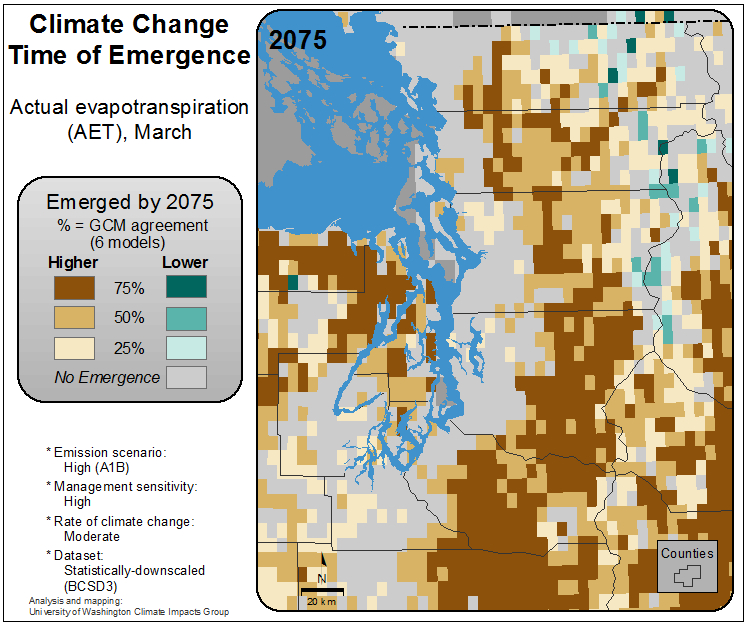 Climate Change
Time of Emergence
Actual evapotranspiration
(AET), March
Emerged by 2075
% = GCM agreement
(6 models)
Higher Lower
75%
50%
25%
No Emergence
* Emission scenario:
High (A1B)
* Management sensitivity:
High
* Rate of climate change:
Moderate
* Dataset:
Statistically-downscaled
(BCSD3)
Analysis and mapping:
University of Washington Climate Impacts Group
2075
N
20 km
Counties